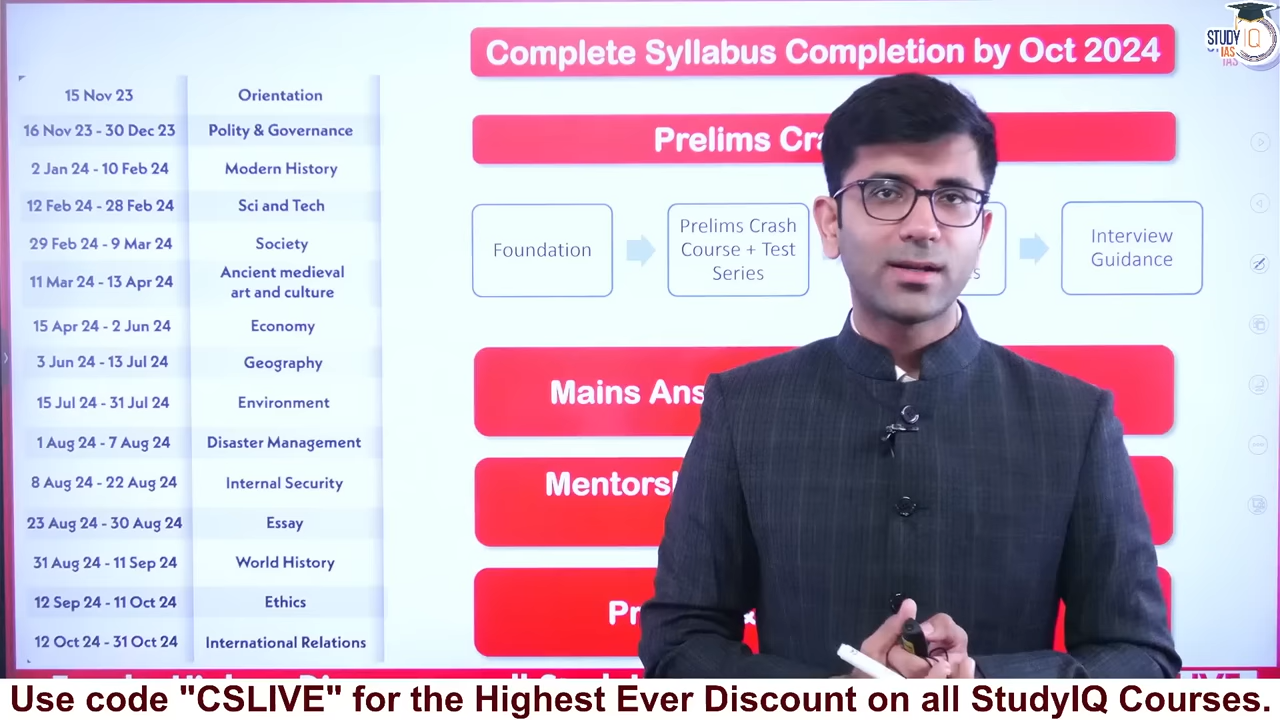 Complete Syllabus Completion by Oct 2024
STUDY IQ
IAS
15 Nov 23 Orientation
16 Nov 23 - 30 Dec 23 Polity & Governance
2 Jan 24 - 10 Feb 24 Modern History
12 Feb 24 - 28 Feb 24 Sci and Tech
29 Feb 24 - 9 Mar 24 Society
11 Mar 24 - 13 Apr 24 Ancient medieval
art and culture
15 Apr 24 - 2 Jun 24 Economy
3 Jun 24 - 13 Jul 24 Geography
15 Jul 24 - 31 Jul 24 Environment
1 Aug 24 - 7 Aug 24 Disaster Management
8 Aug 24 - 22 Aug 24 Internal Security
23 Aug 24 - 30 Aug 24 Essay
31 Aug 24 - 11 Sep 24 World History
12 Sep 24 - 11 Oct 24 Ethics
12 Oct 24 - 31 Oct 24 International Relations
Prelims
Foundation
Prelims Crash
Course + Test
Series
Interview
Guidance
Mains
Use code "CSLIVE" for the Highest Ever Discount on all StudyIQ Courses.